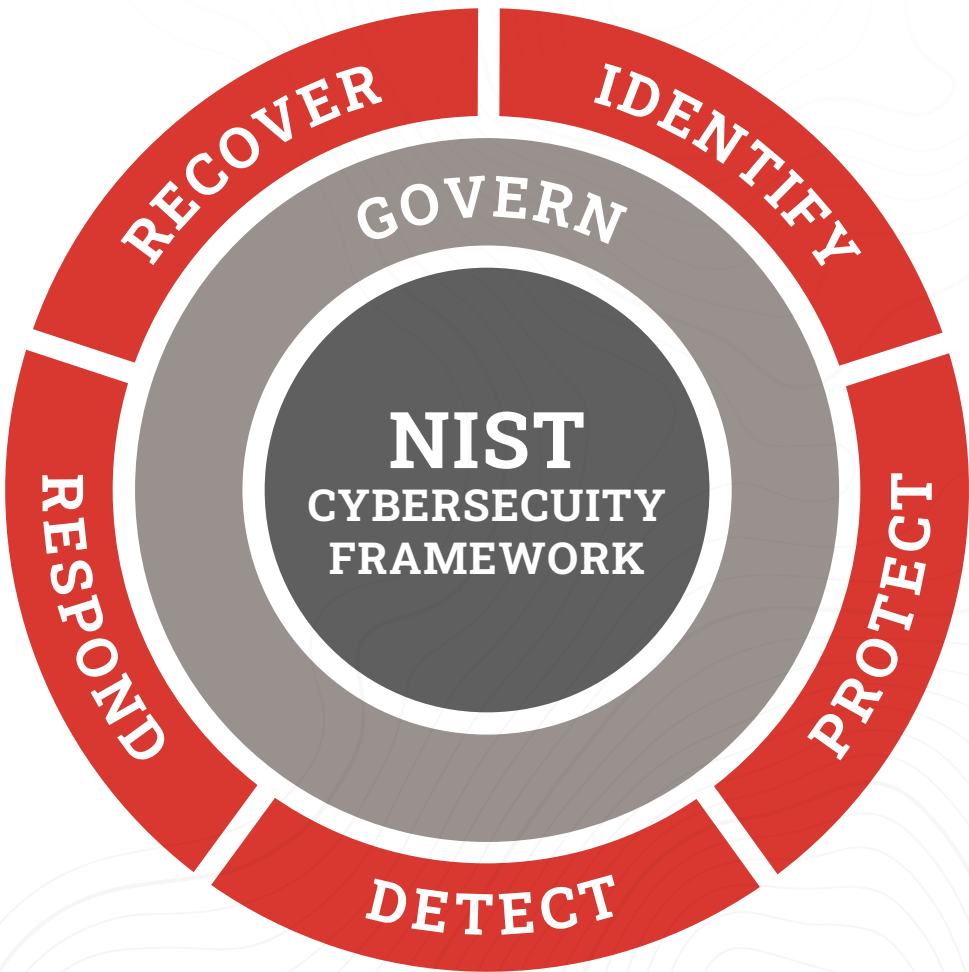 NIST
CYBERSECUITY
FRAMEWORK
GOVERN
IDENTIFY
PROTECT
DETECT
RESPOND
RECOVER